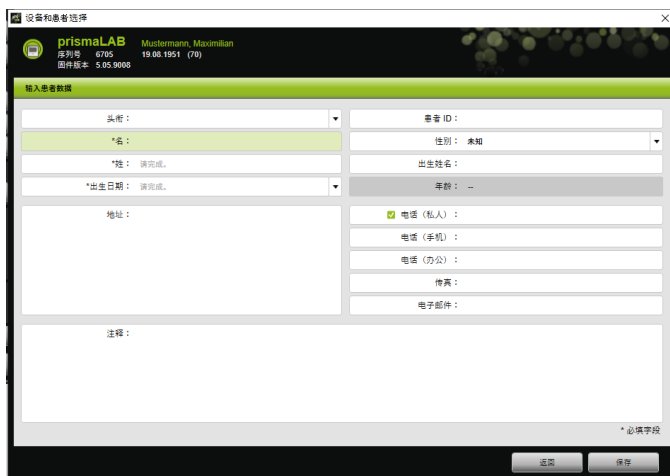 设备和患者选择
prismaLAB Mustermann, Maximilian
序列号 6705 19.08.1951 (70)
固件版本 5.05.9008
输入患者数据
头衔：
患者 ID：
*名：
性别： 未知
*姓： 请完成。
出生姓名：
*出生日期： 请完成。
年龄： --
地址：
电话（私人）：
电话（手机）：
电话（办公）：
传真：
电子邮件：
注释：
* 必填字段
返回 保存